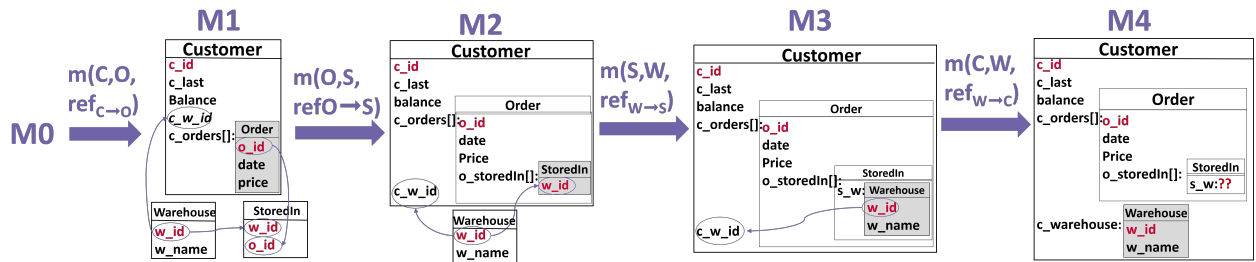 M0
m(C,O,
ref_C→O)
M1
Customer
c_id
c_last
Balance
c_w_id
c_orders[]:
Order
o_id
date
price
Warehouse
w_id
w_name
StoredIn
w_id
o_id
m(O,S,
refO→S)
M2
Customer
c_id
c_last
balance
c_orders[]:
Order
o_id
date
Price
o_storedIn[]:
StoredIn
w_id
c_w_id
Warehouse
w_id
w_name
m(S,W,
ref_W→S)
M3
Customer
c_id
c_last
balance
c_orders[]:
Order
o_id
date
Price
o_storedIn[]:
StoredIn
s_w:
Warehouse
w_id
w_name
c_w_id
m(C,W,
ref_W→C)
M4
Customer
c_id
c_last
balance
c_orders[]:
Order
o_id
date
Price
o_storedIn[]:
StoredIn
s_w:??
c_warehouse:
Warehouse
w_id
w_name